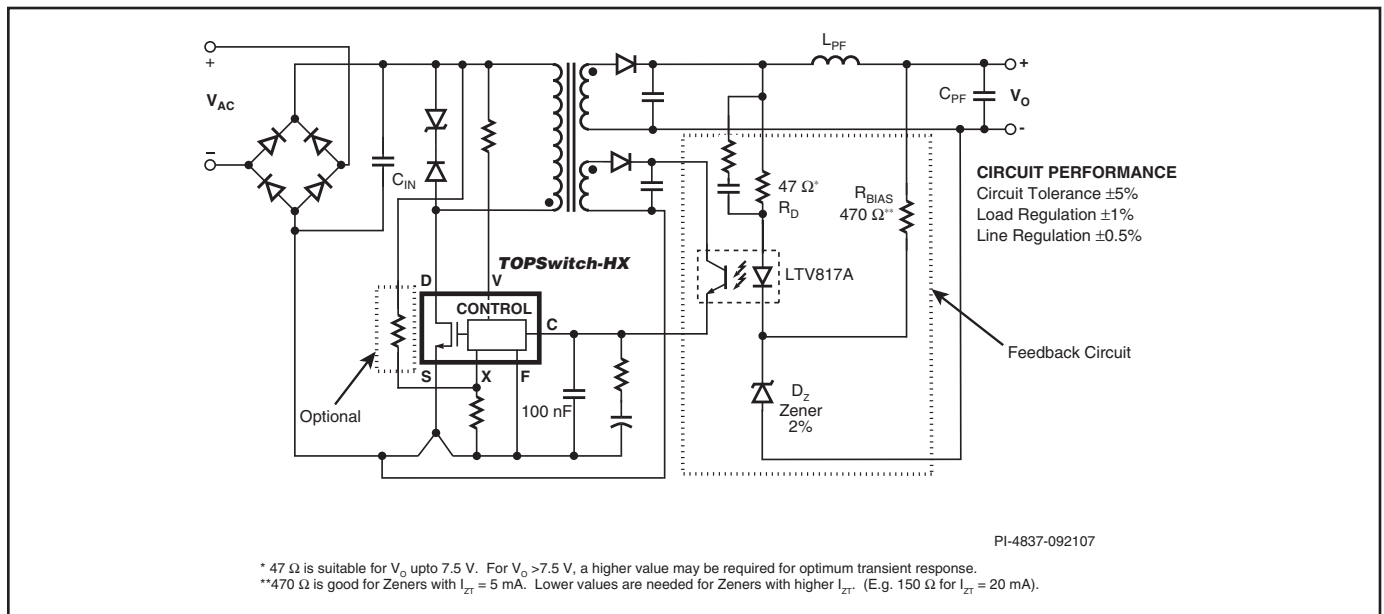 +
V_AC
−
C_IN
L_PF
+
C_PF
V_O
-
47 Ω*
R_D
R_BIAS
470 Ω**
CIRCUIT PERFORMANCE
Circuit Tolerance ±5%
Load Regulation ±1%
Line Regulation ±0.5%
TOPSwitch-HX
D
V
CONTROL
C
S
X
F
LTV817A
Optional
100 nF
D_Z
Zener
2%
Feedback Circuit
PI-4837-092107
* 47 Ω is suitable for V_O upto 7.5 V. For V_O >7.5 V, a higher value may be required for optimum transient response.
**470 Ω is good for Zeners with I_ZT = 5 mA. Lower values are needed for Zeners with higher I_ZT. (E.g. 150 Ω for I_ZT = 20 mA).